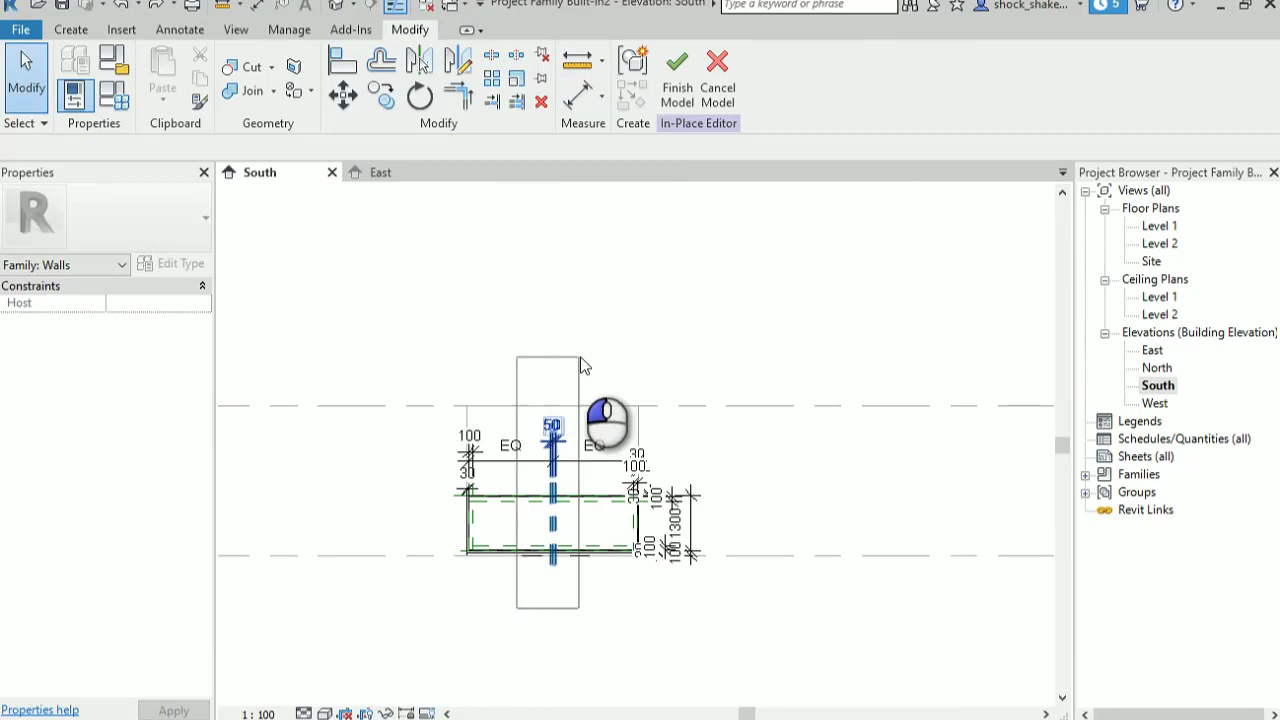 Project Family Built-In2 - Elevation: South
Type a keyword or phrase
shock_shake...
5
File
Create
Insert
Annotate
View
Manage
Add-Ins
Modify
Modify
Paste
Cut
Join
Finish
Model
Cancel
Model
Select
Properties
Clipboard
Geometry
Modify
Measure
Create
In-Place Editor
Properties
South
East
Project Browser - Project Family B...
R
Family: Walls
Edit Type
Constraints
Host
Views (all)
Floor Plans
Level 1
Level 2
Site
Ceiling Plans
Level 1
Level 2
Elevations (Building Elevation)
East
North
South
West
Legends
Schedules/Quantities (all)
Sheets (all)
Families
Groups
Revit Links
50
100
EQ
EQ
30
30
100
100
1300
100
100
Properties help
Apply
1 : 100